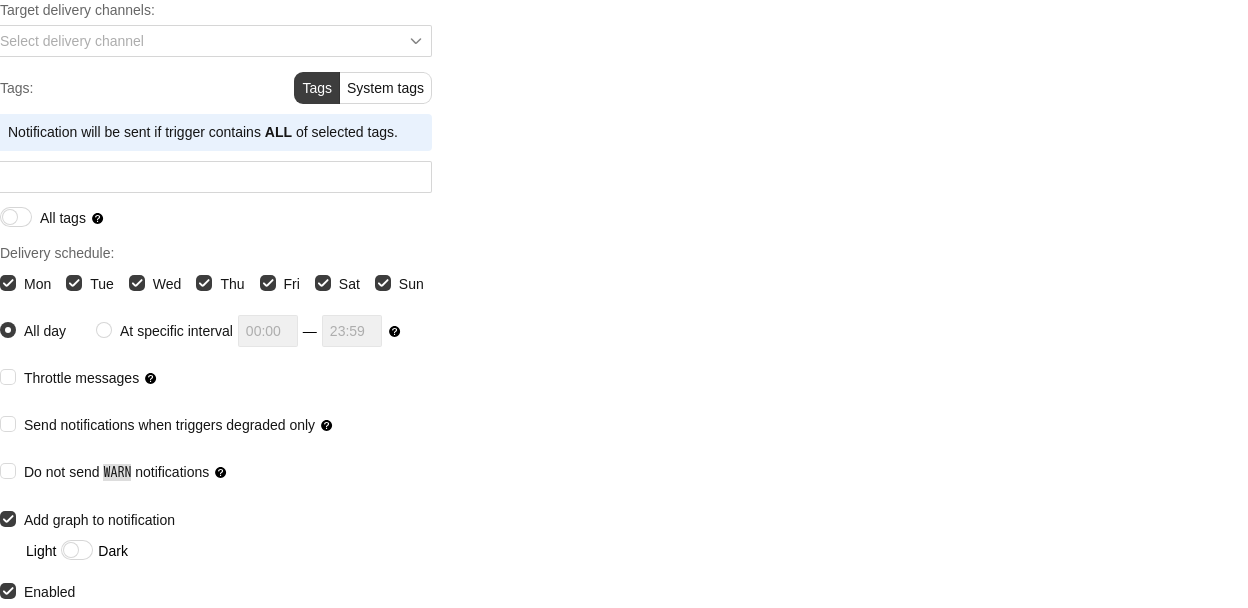 Target delivery channels:
Select delivery channel
Tags:
Tags System tags
Notification will be sent if trigger contains ALL of selected tags.
All tags ?
Delivery schedule:
Mon Tue Wed Thu Fri Sat Sun
All day At specific interval 00:00 — 23:59 ?
Throttle messages ?
Send notifications when triggers degraded only ?
Do not send WARN notifications ?
Add graph to notification
Light Dark
Enabled